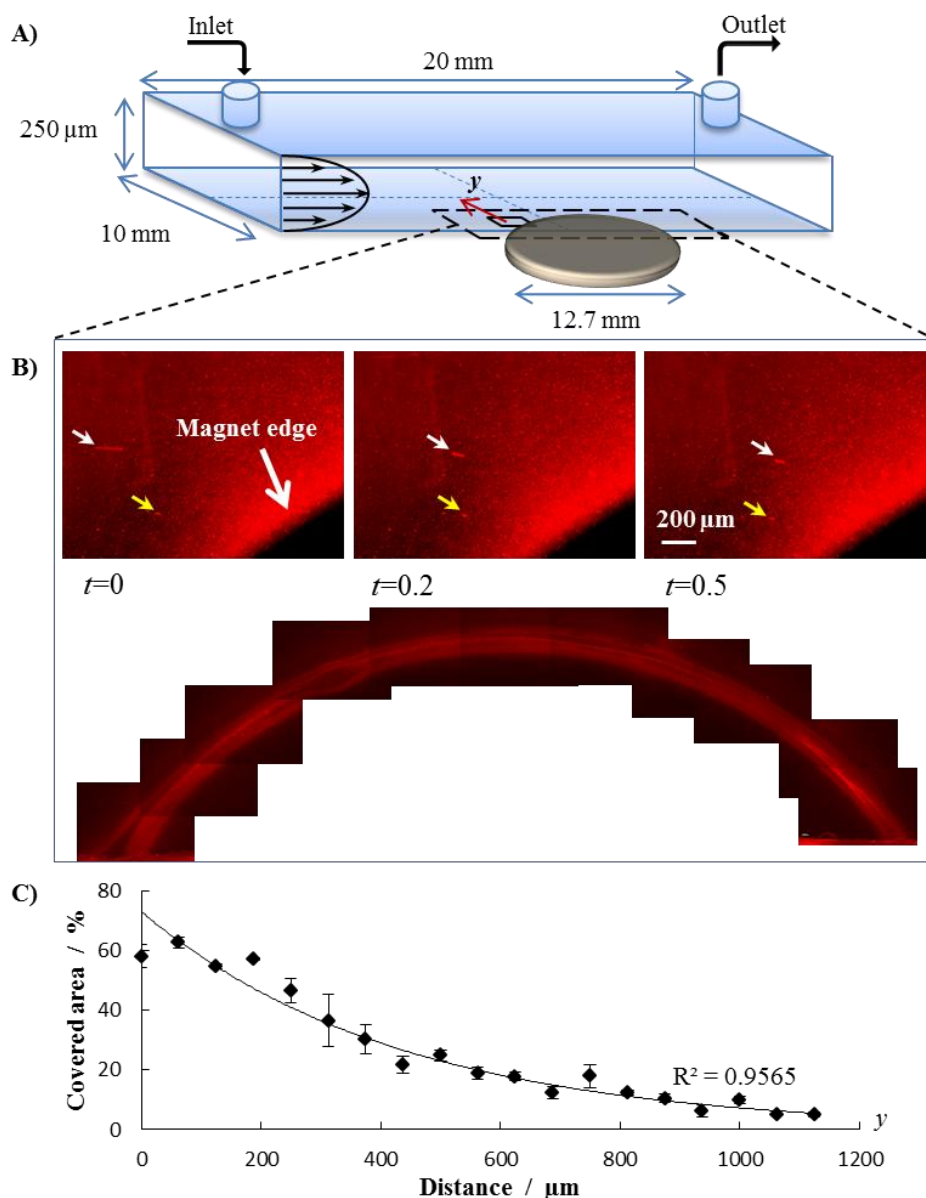 A)
Inlet
Outlet
20 mm
250 µm
y
10 mm
12.7 mm
B)
Magnet edge
200 µm
t=0
t=0.2
t=0.5
C)
80
60
40
20
0
Covered area / %
R² = 0.9565
y
0 200 400 600 800 1000 1200
Distance / µm